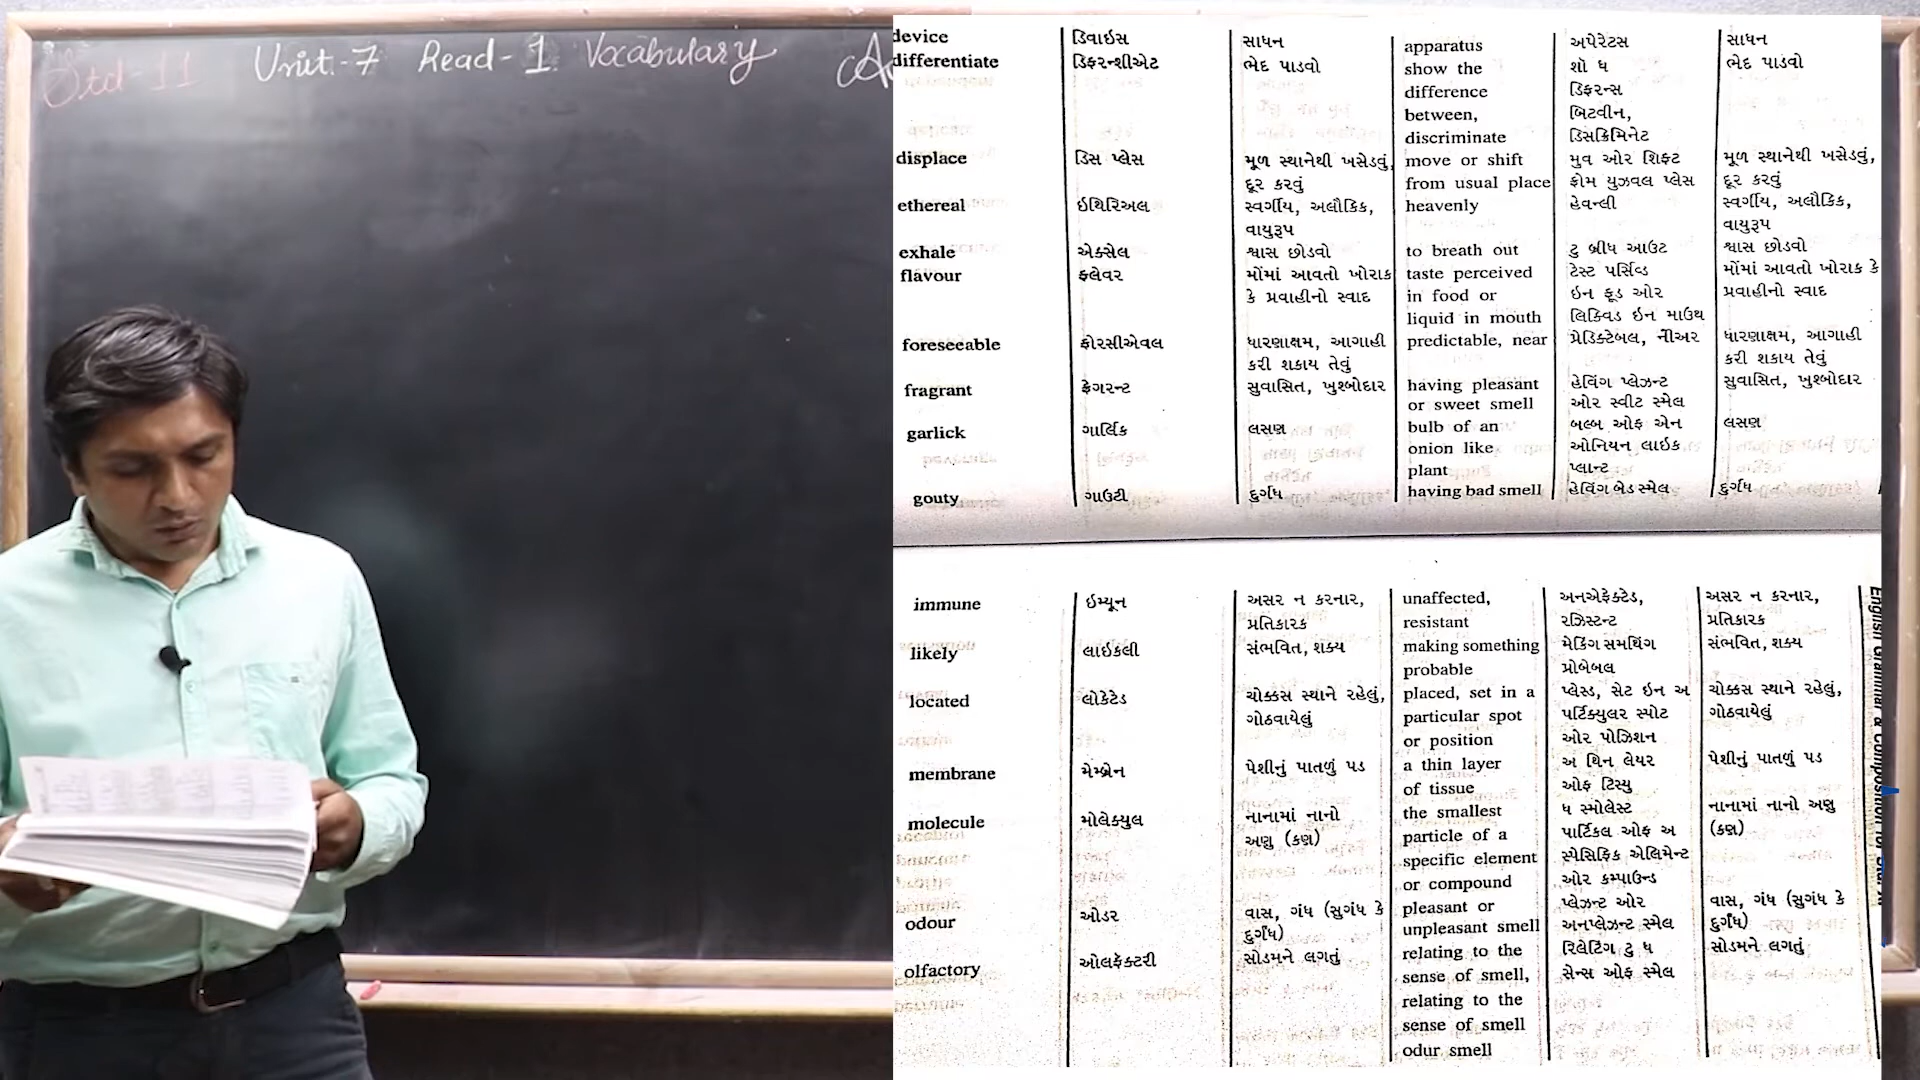 Std-11 Unit-7 Read-1 Vocabulary
device ડિવાઇસ સાધન apparatus અપેરેટસ સાધન
differentiate ડિફરન્શીએટ ભેદ પાડવો show the શૉ ધ ભેદ પાડવો
difference ડિફરન્સ
between, બિટવીન,
discriminate ડિસક્રિમિનેટ
displace ડિસ પ્લેસ મૂળ સ્થાનેથી ખસેડવું, move or shift મુવ ઓર શિફ્ટ મૂળ સ્થાનેથી ખસેડવું,
દૂર કરવું from usual place ફ્રોમ યુઝવલ પ્લેસ દૂર કરવું
ethereal ઇથિરિઅલ સ્વર્ગીય, અલૌકિક, heavenly હેવન્લી સ્વર્ગીય, અલૌકિક,
વાયુરૂપ વાયુરૂપ
exhale એક્સેલ શ્વાસ છોડવો to breath out ટુ બ્રીધ આઉટ શ્વાસ છોડવો
flavour ફ્લેવર મોંમાં આવતો ખોરાક taste perceived ટેસ્ટ પર્સિવ્ડ મોંમાં આવતો ખોરાક કે
કે પ્રવાહીનો સ્વાદ in food or ઇન ફૂડ ઓર પ્રવાહીનો સ્વાદ
liquid in mouth લિક્વિડ ઇન માઉથ
foreseeable ફોરસીએવલ ધારણાક્ષમ, આગાહી predictable, near પ્રેડિક્ટેબલ, નીઅર ધારણાક્ષમ, આગાહી
કરી શકાય તેવું કરી શકાય તેવું
fragrant ફ્રેગરન્ટ સુવાસિત, ખુશ્બોદાર having pleasant હેવિંગ પ્લેઝન્ટ સુવાસિત, ખુશ્બોદાર
or sweet smell ઓર સ્વીટ સ્મેલ
garlick ગાર્લિક લસણ bulb of an બલ્બ ઓફ એન લસણ
onion like ઓનિયન લાઇક
plant પ્લાન્ટ
gouty ગાઉટી દુર્ગંધ having bad smell હેવિંગ બેડ સ્મેલ દુર્ગંધ
immune ઇમ્યૂન અસર ન કરનાર, unaffected, અનએફેક્ટેડ, અસર ન કરનાર,
પ્રતિકારક resistant રઝિસ્ટન્ટ પ્રતિકારક
likely લાઇકલી સંભવિત, શક્ય making something મેકિંગ સમથિંગ સંભવિત, શક્ય
probable પ્રોબેબલ
located લોકેટેડ ચોક્કસ સ્થાને રહેલું, placed, set in a પ્લેસ્ડ, સેટ ઇન અ ચોક્કસ સ્થાને રહેલું,
ગોઠવાયેલું particular spot પર્ટિક્યુલર સ્પોટ ગોઠવાયેલું
or position ઓર પોઝિશન
membrane મેમ્બ્રેન પેશીનું પાતળું પડ a thin layer અ થિન લેયર પેશીનું પાતળું પડ
of tissue ઓફ ટિસ્યુ
molecule મોલેક્યુલ નાનામાં નાનો the smallest ધ સ્મોલેસ્ટ નાનામાં નાનો અણુ
અણુ (કણ) particle of a પાર્ટિકલ ઓફ અ (કણ)
specific element સ્પેસિફિક એલિમેન્ટ
or compound ઓર કમ્પાઉન્ડ
odour ઓડર વાસ, ગંધ (સુગંધ કે pleasant or પ્લેઝન્ટ ઓર વાસ, ગંધ (સુગંધ કે
દુર્ગંધ) unpleasant smell અનપ્લેઝન્ટ સ્મેલ દુર્ગંધ)
olfactory ઓલફૅક્ટરી સોડમને લગતું relating to the રિલેટિંગ ટુ ધ સોડમને લગતું
sense of smell, સેન્સ ઓફ સ્મેલ
relating to the
sense of smell
odur smell
English Grammar & Composition for